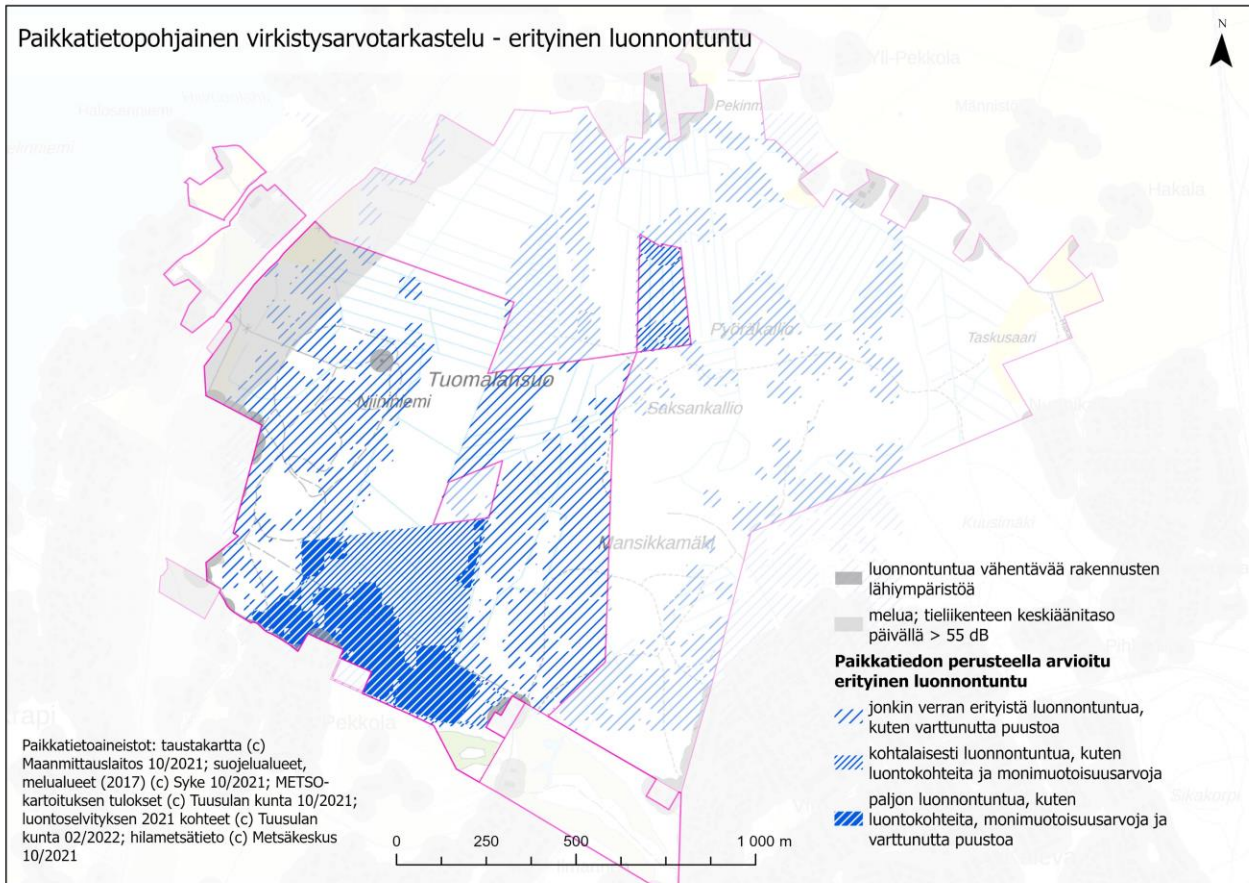 Paikkatietopohjainen virkistysarvotarkastelu - erityinen luonnontuntu
N
Yli-Pekkola
Halosenniemi
Pekinm
Männistö
Hakala
Tuomalansuo
Niininiemi
Pyöräkallio
Taskusaari
Saksankallio
Mansikkamäki
Kuusimäki
Pekkola
Sikakorpi
luonnontuntua vähentävää rakennusten
lähiympäristöä
melua; tieliikenteen keskiäänitaso
päivällä > 55 dB
Paikkatiedon perusteella arvioitu
erityinen luonnontuntu
jonkin verran erityistä luonnontuntua,
kuten varttunutta puustoa
kohtalaisesti luonnontuntua, kuten
luontokohteita ja monimuotoisuusarvoja
paljon luonnontuntua, kuten
luontokohteita, monimuotoisuusarvoja ja
varttunutta puustoa
Paikkatietoaineistot: taustakartta (c)
Maanmittauslaitos 10/2021; suojelualueet,
melualueet (2017) (c) Syke 10/2021; METSO-
kartoituksen tulokset (c) Tuusulan kunta 10/2021;
luontoselvityksen 2021 kohteet (c) Tuusulan
kunta 02/2022; hilametsätieto (c) Metsäkeskus
10/2021
0 250 500 1 000 m